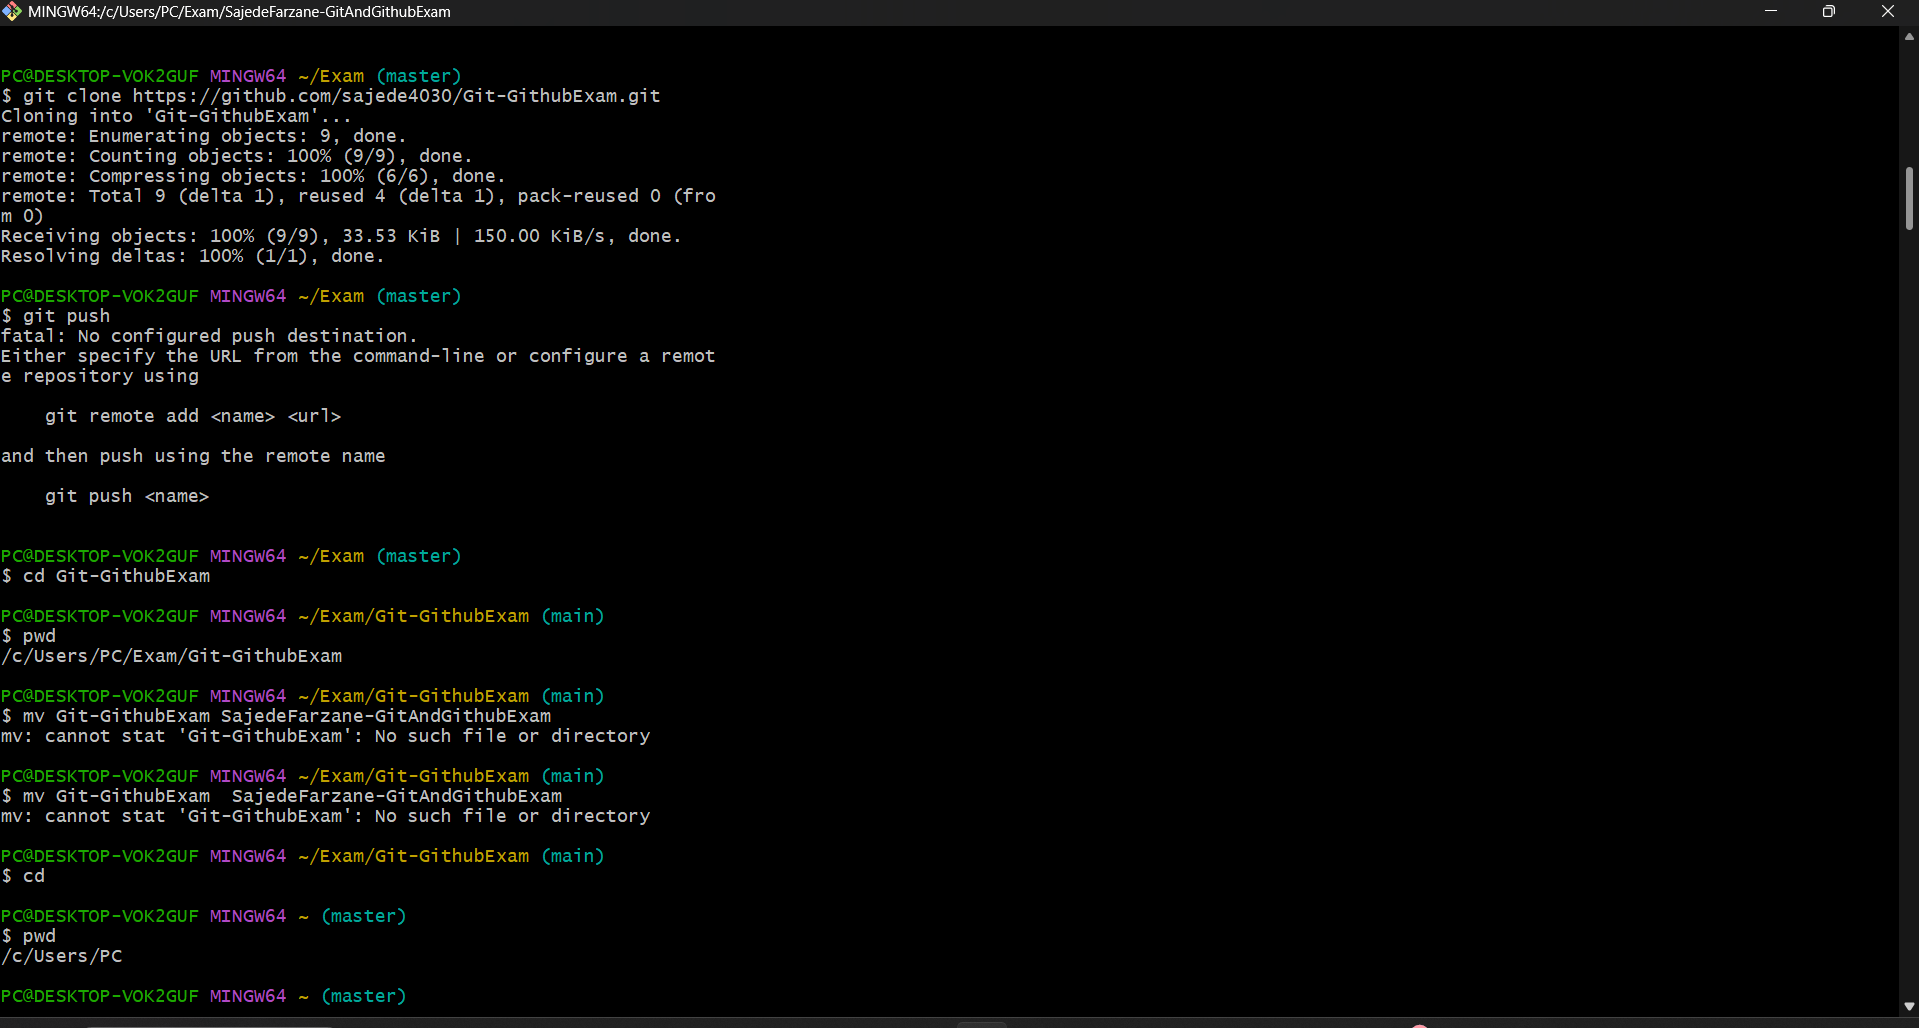 MINGW64:/c/Users/PC/Exam/SajedeFarzane-GitAndGithubExam
PC@DESKTOP-VOK2GUF MINGW64 ~/Exam (master)
$ git clone https://github.com/sajede4030/Git-GithubExam.git
Cloning into 'Git-GithubExam'...
remote: Enumerating objects: 9, done.
remote: Counting objects: 100% (9/9), done.
remote: Compressing objects: 100% (6/6), done.
remote: Total 9 (delta 1), reused 4 (delta 1), pack-reused 0 (fro
m 0)
Receiving objects: 100% (9/9), 33.53 KiB | 150.00 KiB/s, done.
Resolving deltas: 100% (1/1), done.
PC@DESKTOP-VOK2GUF MINGW64 ~/Exam (master)
$ git push
fatal: No configured push destination.
Either specify the URL from the command-line or configure a remot
e repository using
git remote add <name> <url>
and then push using the remote name
git push <name>
PC@DESKTOP-VOK2GUF MINGW64 ~/Exam (master)
$ cd Git-GithubExam
PC@DESKTOP-VOK2GUF MINGW64 ~/Exam/Git-GithubExam (main)
$ pwd
/c/Users/PC/Exam/Git-GithubExam
PC@DESKTOP-VOK2GUF MINGW64 ~/Exam/Git-GithubExam (main)
$ mv Git-GithubExam SajedeFarzane-GitAndGithubExam
mv: cannot stat 'Git-GithubExam': No such file or directory
PC@DESKTOP-VOK2GUF MINGW64 ~/Exam/Git-GithubExam (main)
$ mv Git-GithubExam  SajedeFarzane-GitAndGithubExam
mv: cannot stat 'Git-GithubExam': No such file or directory
PC@DESKTOP-VOK2GUF MINGW64 ~/Exam/Git-GithubExam (main)
$ cd
PC@DESKTOP-VOK2GUF MINGW64 ~ (master)
$ pwd
/c/Users/PC
PC@DESKTOP-VOK2GUF MINGW64 ~ (master)